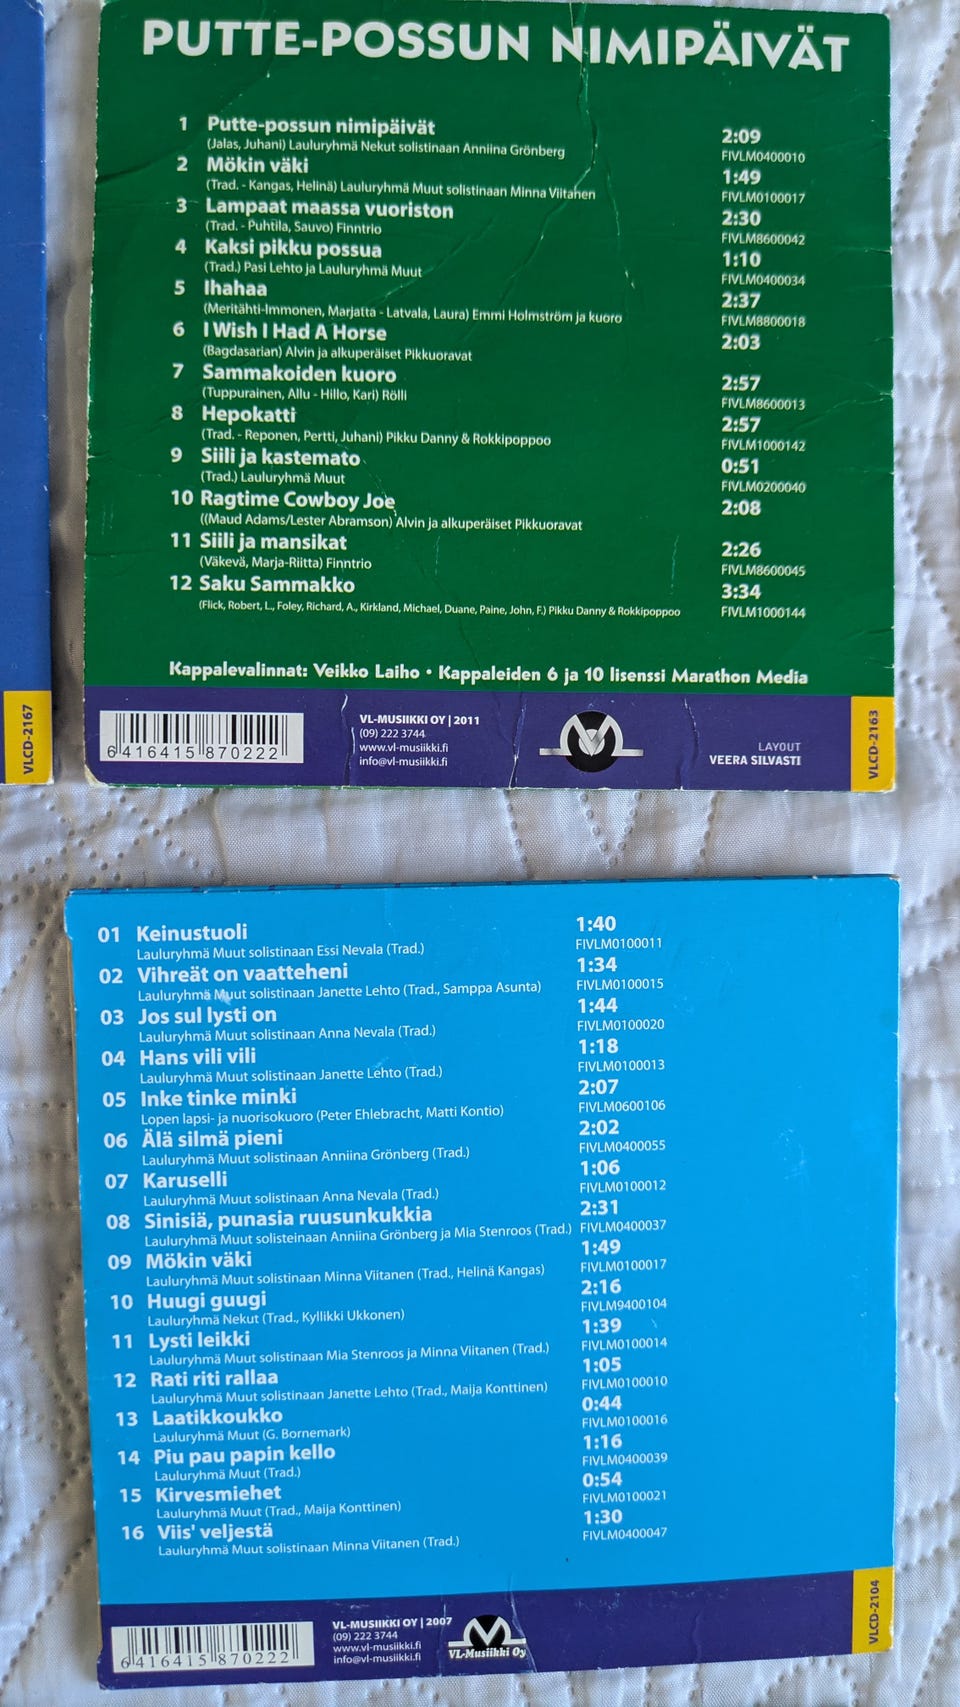 PUTTE-POSSUN NIMIPÄIVÄT
1 Putte-possun nimipäivät 2:09
(Jalas, Juhani) Lauluryhmä Nekut solistinaan Anniina Grönberg FIVLM0400010
2 Mökin väki 1:49
(Trad. - Kangas, Helinä) Lauluryhmä Muut solistinaan Minna Viitanen FIVLM0100017
3 Lampaat maassa vuoriston 2:30
(Trad. - Puhtila, Sauvo) Finntrio FIVLM8600042
4 Kaksi pikku possua 1:10
(Trad.) Pasi Lehto ja Lauluryhmä Muut FIVLM0400034
5 Ihahaa 2:37
(Meritähti-Immonen, Marjatta - Latvala, Laura) Emmi Holmström ja kuoro FIVLM8800018
6 I Wish I Had A Horse 2:03
(Bagdasarian) Alvin ja alkuperäiset Pikkuoravat
7 Sammakoiden kuoro 2:57
(Tuppurainen, Allu - Hillo, Kari) Rölli FIVLM8600013
8 Hepokatti 2:57
(Trad. - Reponen, Pertti, Juhani) Pikku Danny & Rokkipoppoo FIVLM1000142
9 Siili ja kastemato 0:51
(Trad.) Lauluryhmä Muut FIVLM0200040
10 Ragtime Cowboy Joe 2:08
((Maud Adams/Lester Abramson) Alvin ja alkuperäiset Pikkuoravat
11 Siili ja mansikat 2:26
(Väkevä, Marja-Riitta) Finntrio FIVLM8600045
12 Saku Sammakko 3:34
(Flick, Robert, L., Foley, Richard, A., Kirkland, Michael, Duane, Paine, John, F.) Pikku Danny & Rokkipoppoo FIVLM1000144
Kappalevalinnat: Veikko Laiho • Kappaleiden 6 ja 10 lisenssi Marathon Media
VLCD-2167
6 416415 870222
VL-MUSIIKKI OY | 2011
(09) 222 3744
www.vl-musiikki.fi
info@vl-musiikki.fi
LAYOUT
VEERA SILVASTI
VLCD-2163
01 Keinustuoli 1:40
Lauluryhmä Muut solistinaan Essi Nevala (Trad.) FIVLM0100011
02 Vihreät on vaatteheni 1:34
Lauluryhmä Muut solistinaan Janette Lehto (Trad., Samppa Asunta) FIVLM0100015
03 Jos sul lysti on 1:44
Lauluryhmä Muut solistinaan Anna Nevala (Trad.) FIVLM0100020
04 Hans vili vili 1:18
Lauluryhmä Muut solistinaan Janette Lehto (Trad.) FIVLM0100013
05 Inke tinke minki 2:07
Lopen lapsi- ja nuorisokuoro (Peter Ehlebracht, Matti Kontio) FIVLM0600106
06 Älä silmä pieni 2:02
Lauluryhmä Muut solistinaan Anniina Grönberg (Trad.) FIVLM0400055
07 Karuselli 1:06
Lauluryhmä Muut solistinaan Anna Nevala (Trad.) FIVLM0100012
08 Sinisiä, punasia ruusunkukkia 2:31
Lauluryhmä Muut solisteinaan Anniina Grönberg ja Mia Stenroos (Trad.) FIVLM0400037
09 Mökin väki 1:49
Lauluryhmä Muut solistinaan Minna Viitanen (Trad., Helinä Kangas) FIVLM0100017
10 Huugi guugi 2:16
Lauluryhmä Nekut (Trad., Kyllikki Ukkonen) FIVLM9400104
11 Lysti leikki 1:39
Lauluryhmä Muut solistinaan Mia Stenroos ja Minna Viitanen (Trad.) FIVLM0100014
12 Rati riti rallaa 1:05
Lauluryhmä Muut solistinaan Janette Lehto (Trad., Maija Konttinen) FIVLM0100010
13 Laatikkoukko 0:44
Lauluryhmä Muut (G. Bornemark) FIVLM0100016
14 Piu pau papin kello 1:16
Lauluryhmä Muut (Trad.) FIVLM0400039
15 Kirvesmiehet 0:54
Lauluryhmä Muut (Trad., Maija Konttinen) FIVLM0100021
16 Viis' veljestä 1:30
Lauluryhmä Muut solistinaan Minna Viitanen (Trad.) FIVLM0400047
6 416415 870222
VL-MUSIIKKI OY | 2007
(09) 222 3744
www.vl-musiikki.fi
info@vl-musiikki.fi
VL-Musiikki Oy
VLCD-2104